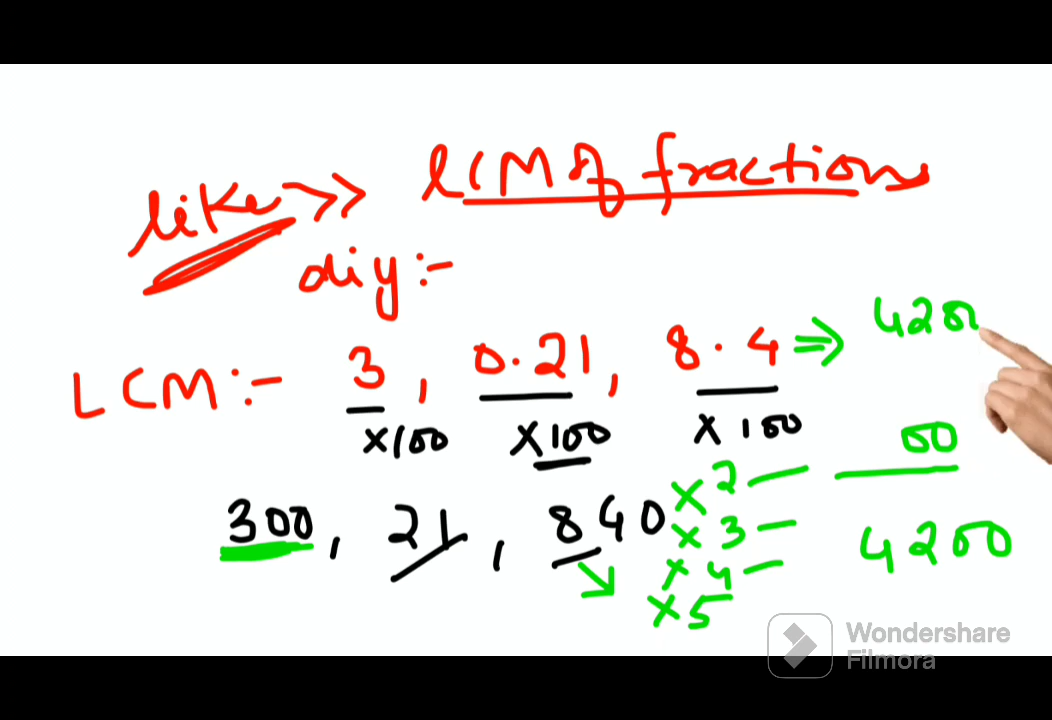 LCM of fractions
like >>
diy :-
LCM :- 3, 0.21, 8.4 => 4200
×100 ×100 ×100
00
300, 21, 840 ×2 —
×3 —
×4 — 4200
×5
Wondershare
Filmora